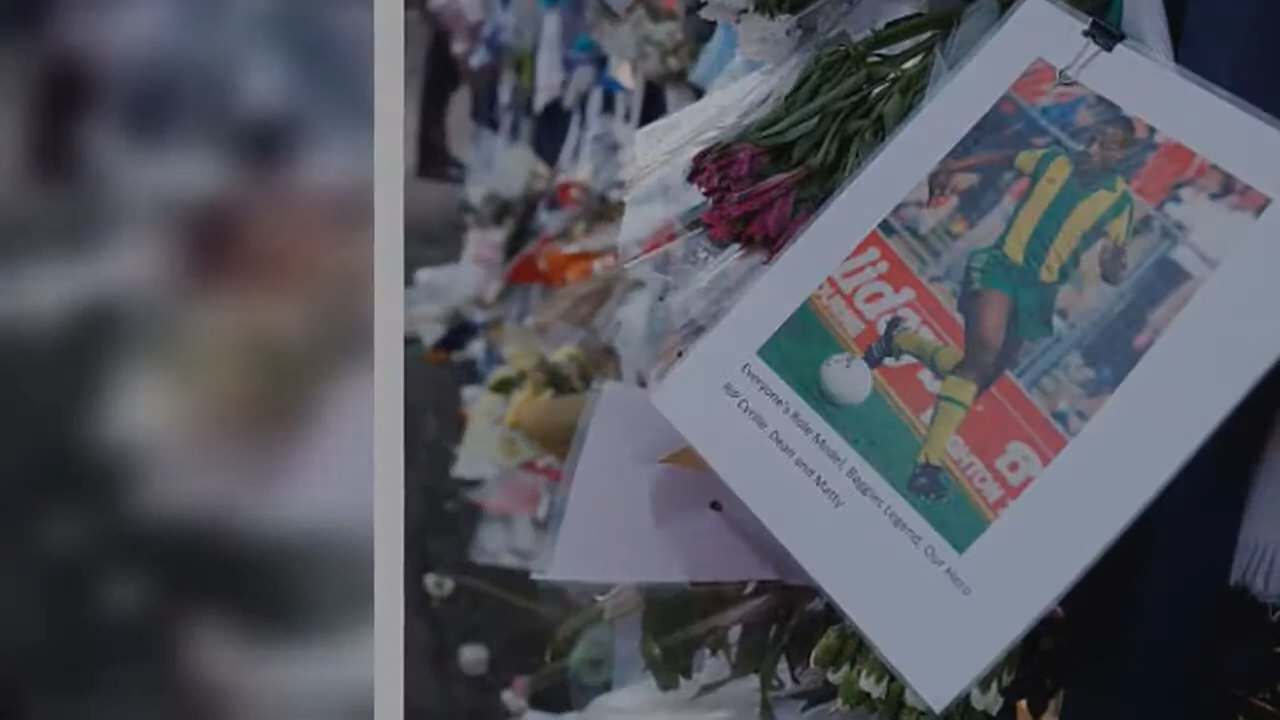 Everyone's Role Model, Baggies Legend, Our Hero
RIP Cyrille, Dean and Matty